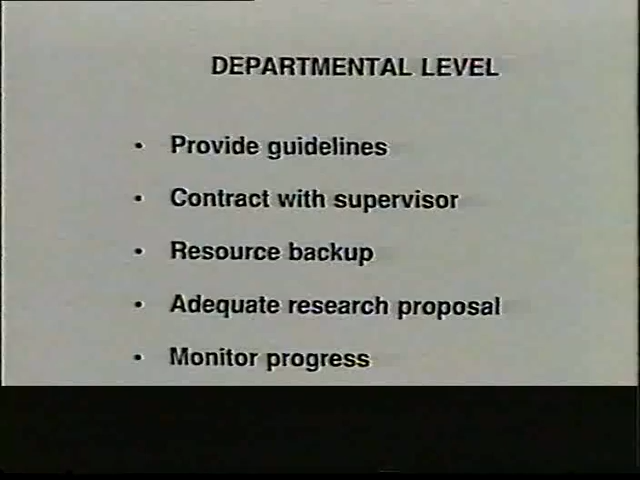 DEPARTMENTAL LEVEL
• Provide guidelines
• Contract with supervisor
• Resource backup
• Adequate research proposal
• Monitor progress